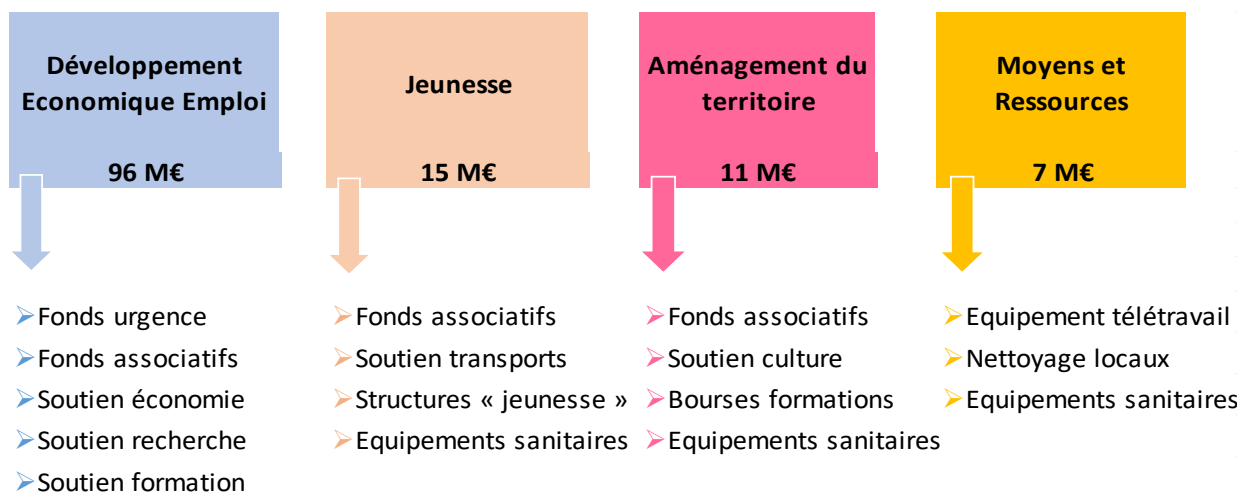 Développement
Economique Emploi
96 M€
Fonds urgence
Fonds associatifs
Soutien économie
Soutien recherche
Soutien formation
Jeunesse
15 M€
Fonds associatifs
Soutien transports
Structures « jeunesse »
Equipements sanitaires
Aménagement du
territoire
11 M€
Fonds associatifs
Soutien culture
Bourses formations
Equipements sanitaires
Moyens et
Ressources
7 M€
Equipement télétravail
Nettoyage locaux
Equipements sanitaires